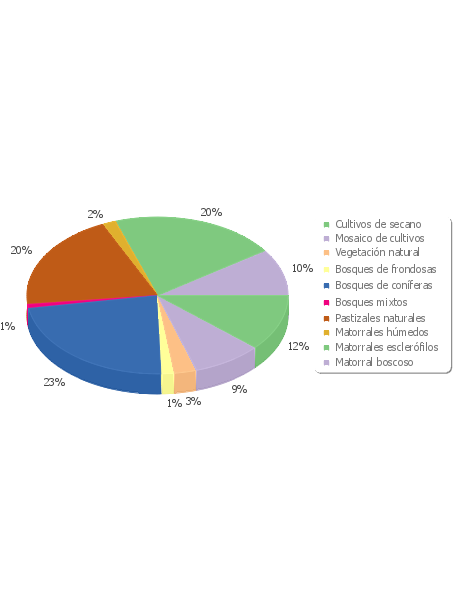 2%
20%
20%
10%
1%
12%
23%
9%
1%
3%
Cultivos de secano
Mosaico de cultivos
Vegetación natural
Bosques de frondosas
Bosques de coníferas
Bosques mixtos
Pastizales naturales
Matorrales húmedos
Matorrales esclerófilos
Matorral boscoso